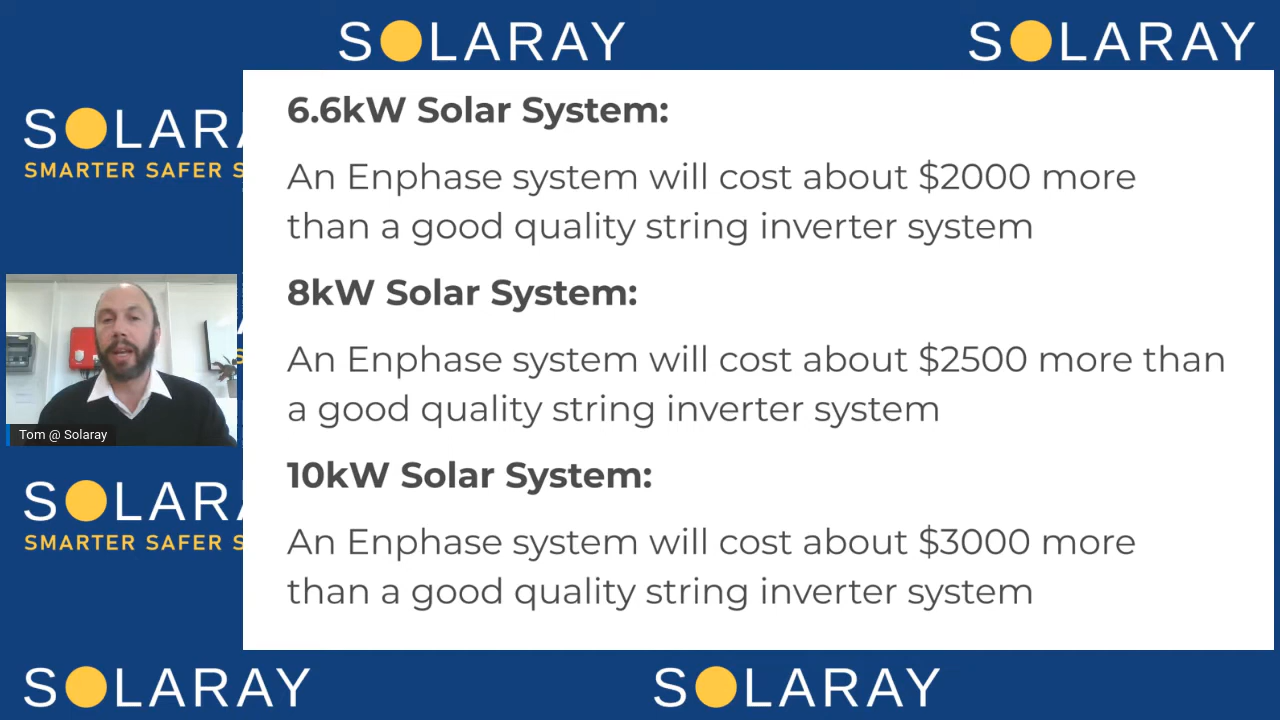 SOLARAY
SOLARAY
SOLARA
SMARTER SAFER S
6.6kW Solar System:
An Enphase system will cost about $2000 more
than a good quality string inverter system
8kW Solar System:
An Enphase system will cost about $2500 more than
a good quality string inverter system
10kW Solar System:
An Enphase system will cost about $3000 more
than a good quality string inverter system
Tom @ Solaray
SOLARA
SMARTER SAFER S
SOLARAY
SOLARAY